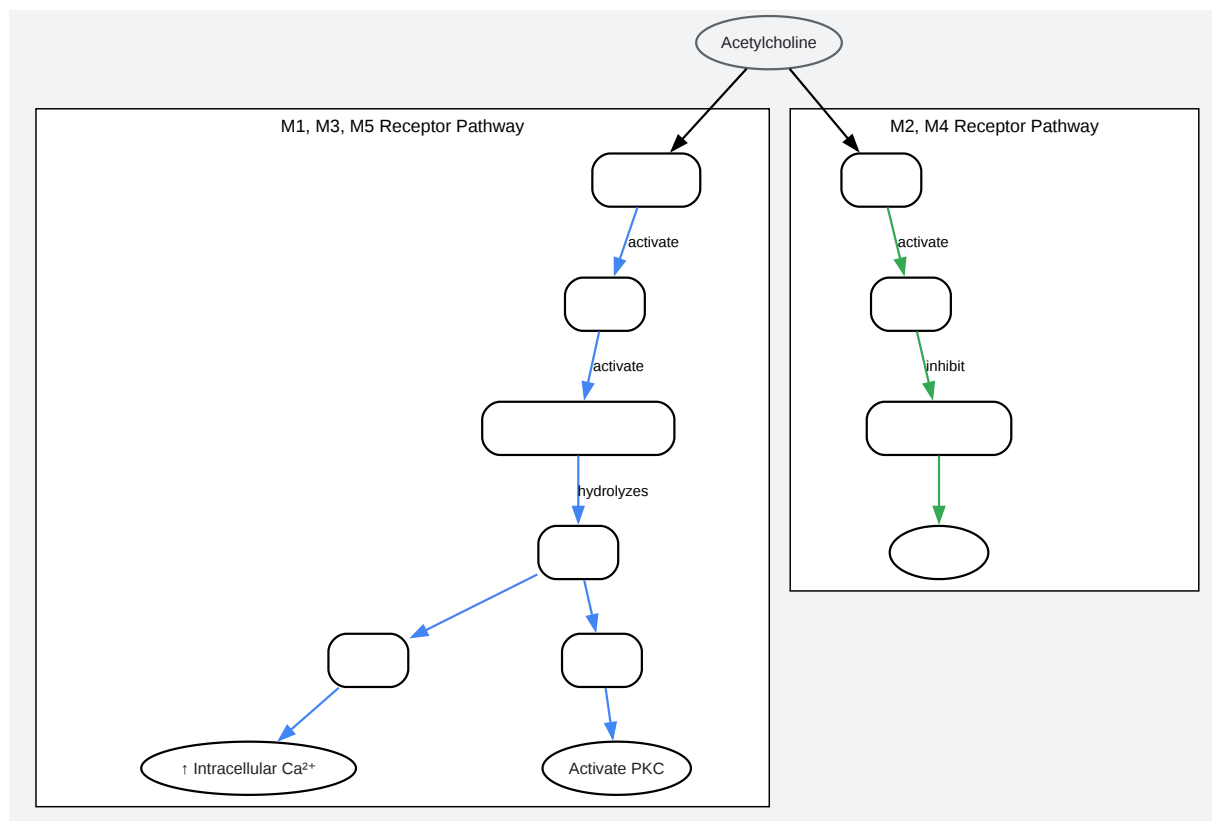 Acetylcholine
M1, M3, M5 Receptor Pathway
M2, M4 Receptor Pathway
activate
activate
activate
inhibit
hydrolyzes
↑ Intracellular Ca²⁺
Activate PKC